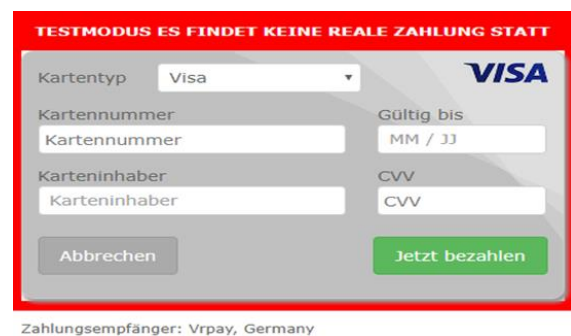 TESTMODUS ES FINDET KEINE REALE ZAHLUNG STATT
Kartentyp Visa VISA
Kartennummer Gültig bis
Kartennummer MM / JJ
Karteninhaber CVV
Karteninhaber CVV
Abbrechen Jetzt bezahlen
Zahlungsempfänger: Vrpay, Germany